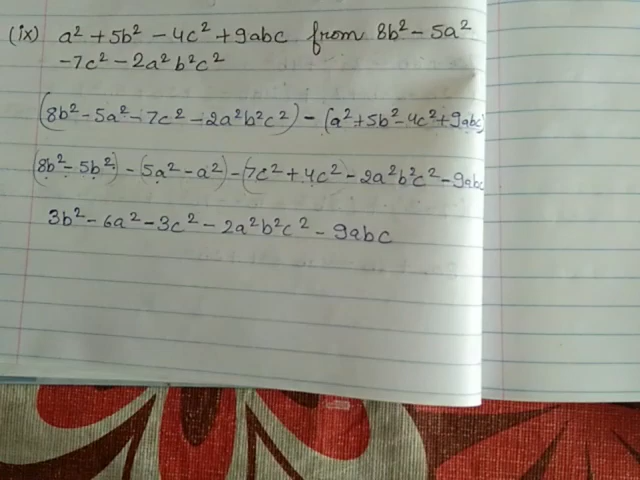 (ix) a² + 5b² - 4c² + 9abc from 8b² - 5a²
- 7c² - 2a²b²c²
(8b² - 5a² - 7c² - 2a²b²c²) - (a² + 5b² - 4c² + 9abc)
(8b² - 5b²) - (5a² - a²) - (7c² + 4c²) - 2a²b²c² - 9abc
3b² - 6a² - 3c² - 2a²b²c² - 9abc